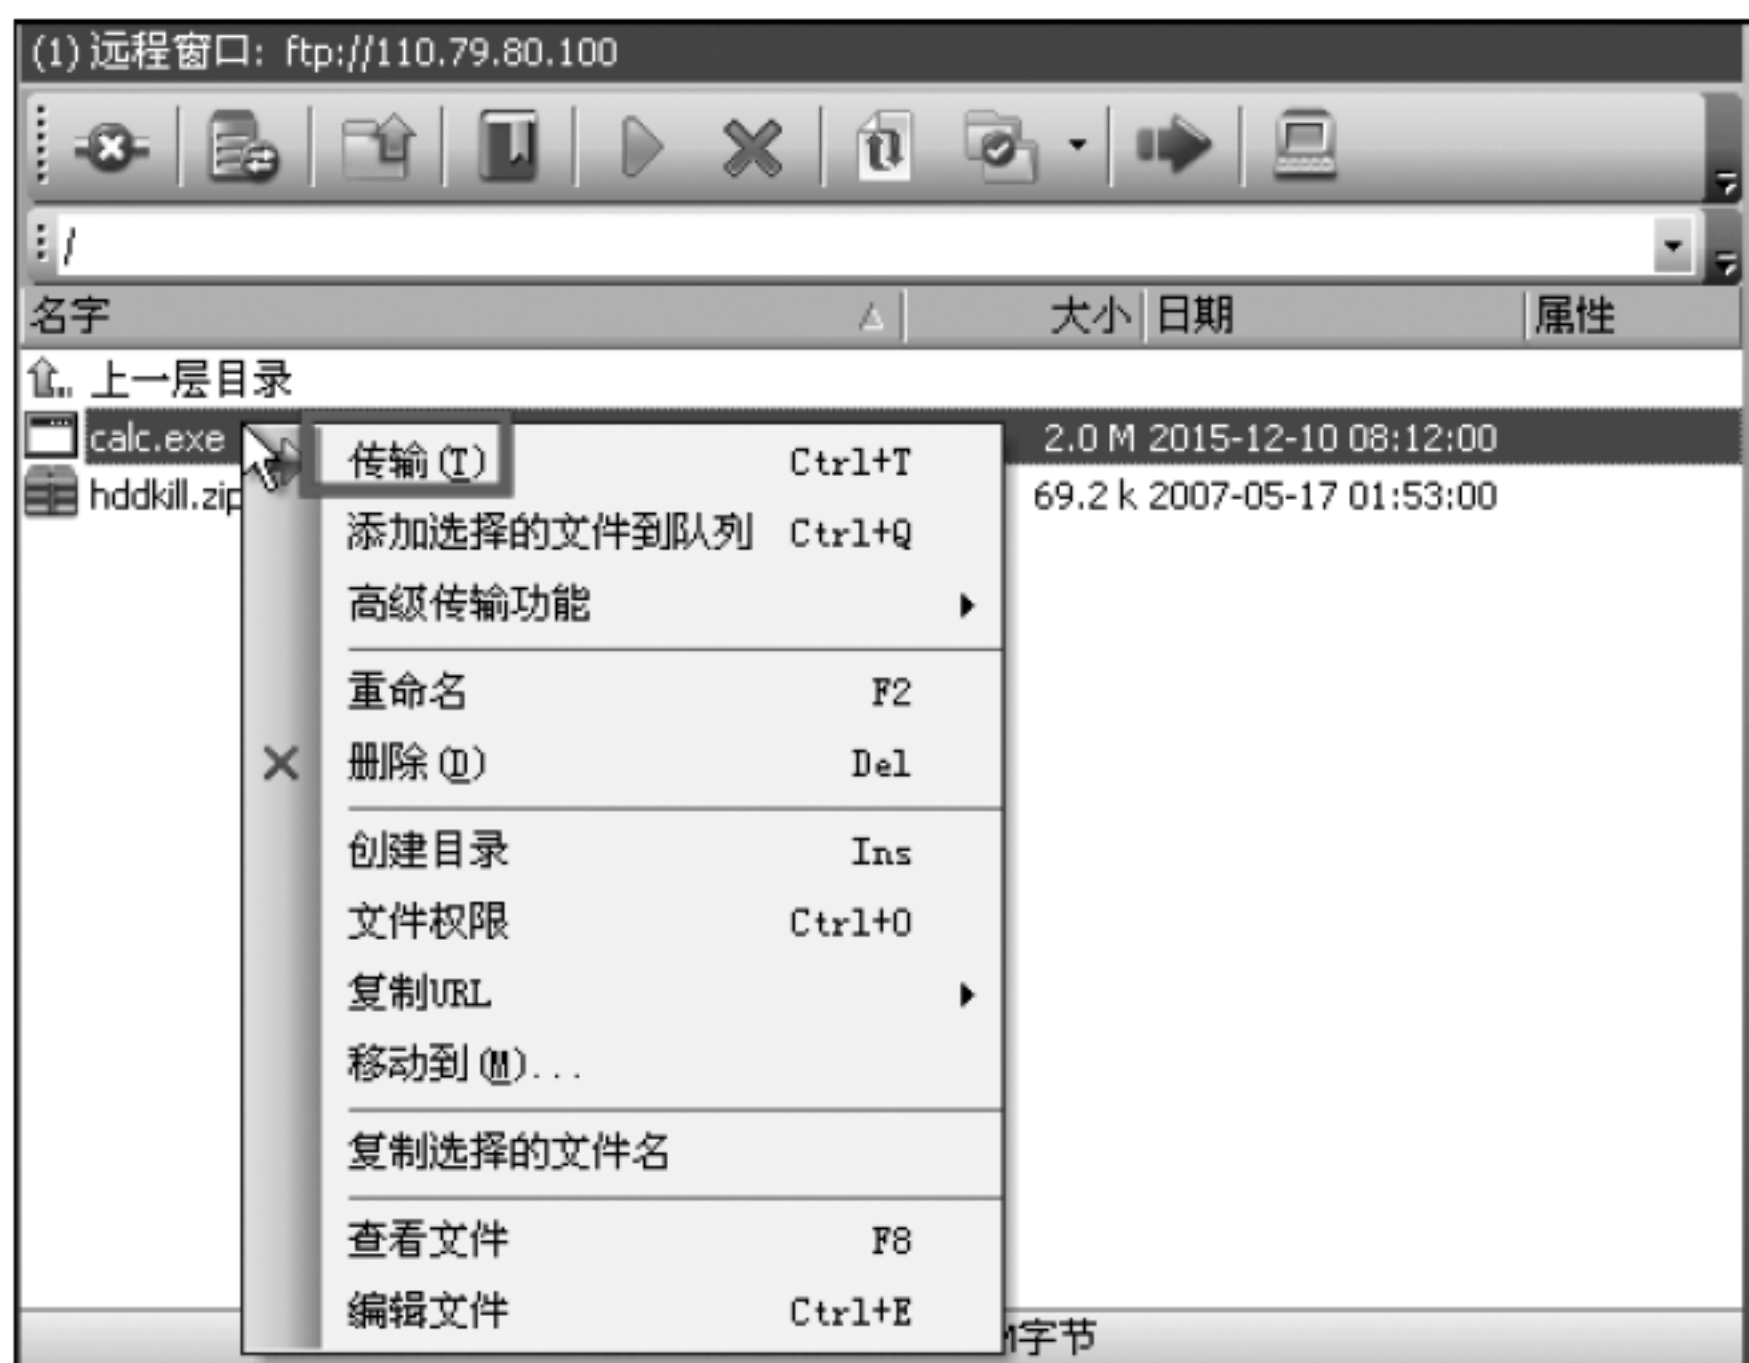 (1) 远程窗口: ftp://110.79.80.100
/
名字 大小 日期 属性
上一层目录
calc.exe 2.0 M 2015-12-10 08:12:00
hddkill.zip 69.2 k 2007-05-17 01:53:00
传输(T) Ctrl+T
添加选择的文件到队列 Ctrl+Q
高级传输功能
重命名 F2
删除(D) Del
创建目录 Ins
文件权限 Ctrl+O
复制URL
移动到(M)...
复制选择的文件名
查看文件 F8
编辑文件 Ctrl+E
字节